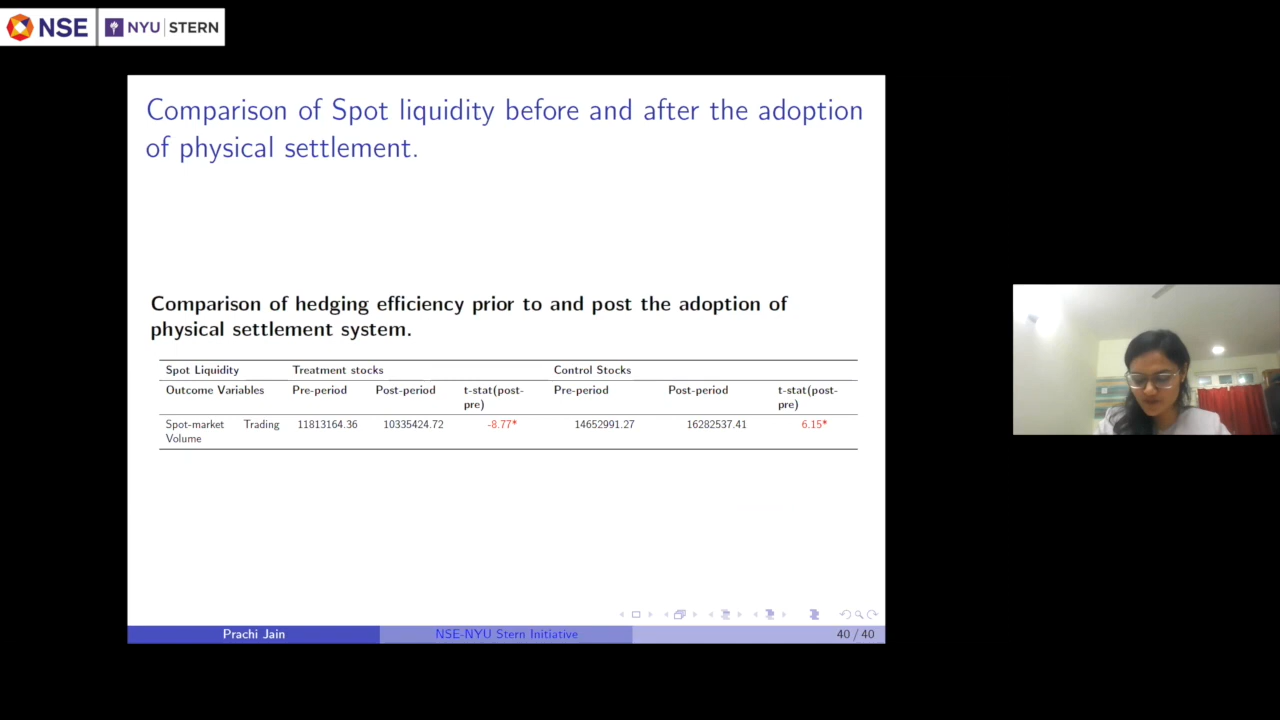 NSE NYU STERN
Comparison of Spot liquidity before and after the adoption
of physical settlement.
Comparison of hedging efficiency prior to and post the adoption of
physical settlement system.
Spot Liquidity Treatment stocks Control Stocks
Outcome Variables Pre-period Post-period t-stat(post- Pre-period Post-period t-stat(post-
pre) pre)
Spot-market Trading 11813164.36 10335424.72 -8.77* 14652991.27 16282537.41 6.15*
Volume
Prachi Jain NSE-NYU Stern Initiative 40 / 40